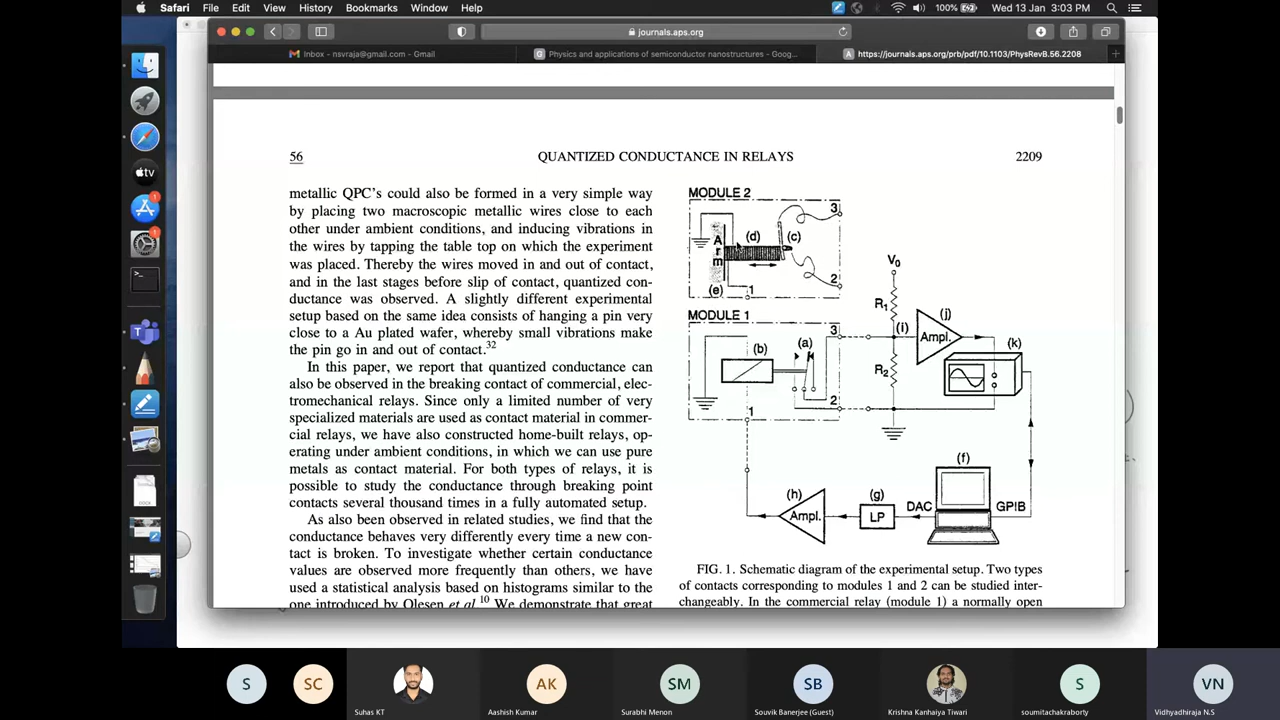 Safari File Edit View History Bookmarks Window Help 100% Wed 13 Jan 3:03 PM
journals.aps.org
Inbox - nsvraja@gmail.com - Gmail
Physics and applications of semiconductor nanostructures - Goog...
https://journals.aps.org/prb/pdf/10.1103/PhysRevB.56.2208
56 QUANTIZED CONDUCTANCE IN RELAYS 2209
metallic QPC's could also be formed in a very simple way
by placing two macroscopic metallic wires close to each
other under ambient conditions, and inducing vibrations in
the wires by tapping the table top on which the experiment
was placed. Thereby the wires moved in and out of contact,
and in the last stages before slip of contact, quantized con-
ductance was observed. A slightly different experimental
setup based on the same idea consists of hanging a pin very
close to a Au plated wafer, whereby small vibrations make
the pin go in and out of contact.32
In this paper, we report that quantized conductance can
also be observed in the breaking contact of commercial, elec-
tromechanical relays. Since only a limited number of very
specialized materials are used as contact material in commer-
cial relays, we have also constructed home-built relays, op-
erating under ambient conditions, in which we can use pure
metals as contact material. For both types of relays, it is
possible to study the conductance through breaking point
contacts several thousand times in a fully automated setup.
As also been observed in related studies, we find that the
conductance behaves very differently every time a new con-
tact is broken. To investigate whether certain conductance
values are observed more frequently than others, we have
used a statistical analysis based on histograms similar to the
one introduced by Olesen et al.10 We demonstrate that great
MODULE 2
3
(d) (c)
Arm
2
(e) 1
MODULE 1
3
(b) (a)
2
1
V0
R1
(i)
(j)
Ampl.
R2
(k)
(f)
(h) (g)
Ampl. LP DAC GPIB
FIG. 1. Schematic diagram of the experimental setup. Two types
of contacts corresponding to modules 1 and 2 can be studied inter-
changeably. In the commercial relay (module 1) a normally open
tv
S
SC
Suhas KT
AK
Aashish Kumar
SM
Surabhi Menon
SB
Souvik Banerjee (Guest)
Krishna Kanhaiya Tiwari
S
soumitachakraborty
VN
Vidhyadhiraja N.S